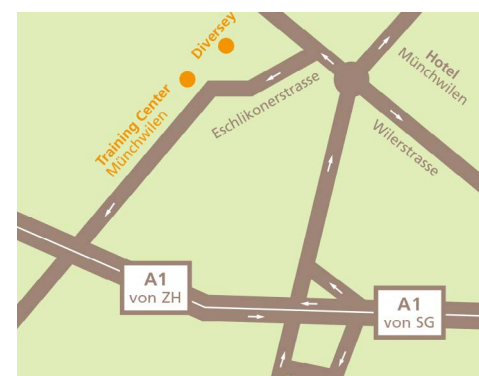 Diversey
Training Center
Münchwilen
Eschlikonerstrasse
Hotel
Münchwilen
Wilerstrasse
A1
von ZH
A1
von SG